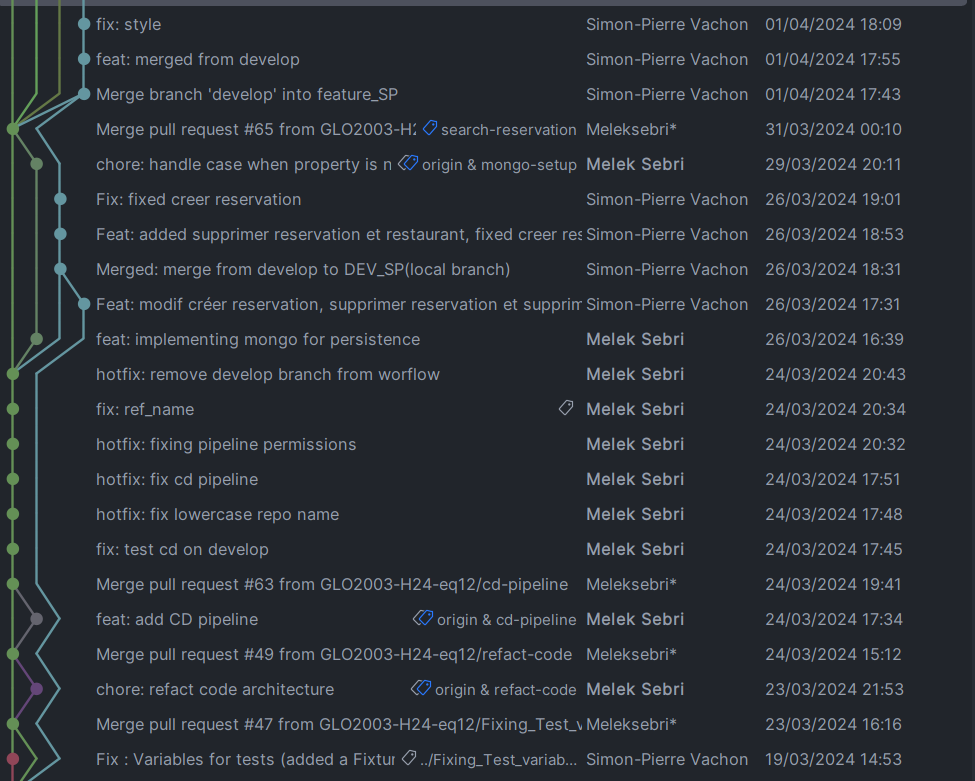 fix: style Simon-Pierre Vachon 01/04/2024 18:09
feat: merged from develop Simon-Pierre Vachon 01/04/2024 17:55
Merge branch 'develop' into feature_SP Simon-Pierre Vachon 01/04/2024 17:43
Merge pull request #65 from GLO2003-H2 search-reservation Meleksebri* 31/03/2024 00:10
chore: handle case when property is n origin & mongo-setup Melek Sebri 29/03/2024 20:11
Fix: fixed creer reservation Simon-Pierre Vachon 26/03/2024 19:01
Feat: added supprimer reservation et restaurant, fixed creer res Simon-Pierre Vachon 26/03/2024 18:53
Merged: merge from develop to DEV_SP(local branch) Simon-Pierre Vachon 26/03/2024 18:31
Feat: modif créer reservation, supprimer reservation et supprim Simon-Pierre Vachon 26/03/2024 17:31
feat: implementing mongo for persistence Melek Sebri 26/03/2024 16:39
hotfix: remove develop branch from worflow Melek Sebri 24/03/2024 20:43
fix: ref_name Melek Sebri 24/03/2024 20:34
hotfix: fixing pipeline permissions Melek Sebri 24/03/2024 20:32
hotfix: fix cd pipeline Melek Sebri 24/03/2024 17:51
hotfix: fix lowercase repo name Melek Sebri 24/03/2024 17:48
fix: test cd on develop Melek Sebri 24/03/2024 17:45
Merge pull request #63 from GLO2003-H24-eq12/cd-pipeline Meleksebri* 24/03/2024 19:41
feat: add CD pipeline origin & cd-pipeline Melek Sebri 24/03/2024 17:34
Merge pull request #49 from GLO2003-H24-eq12/refact-code Meleksebri* 24/03/2024 15:12
chore: refact code architecture origin & refact-code Melek Sebri 23/03/2024 21:53
Merge pull request #47 from GLO2003-H24-eq12/Fixing_Test_v Meleksebri* 23/03/2024 16:16
Fix : Variables for tests (added a Fixtur ../Fixing_Test_variab... Simon-Pierre Vachon 19/03/2024 14:53